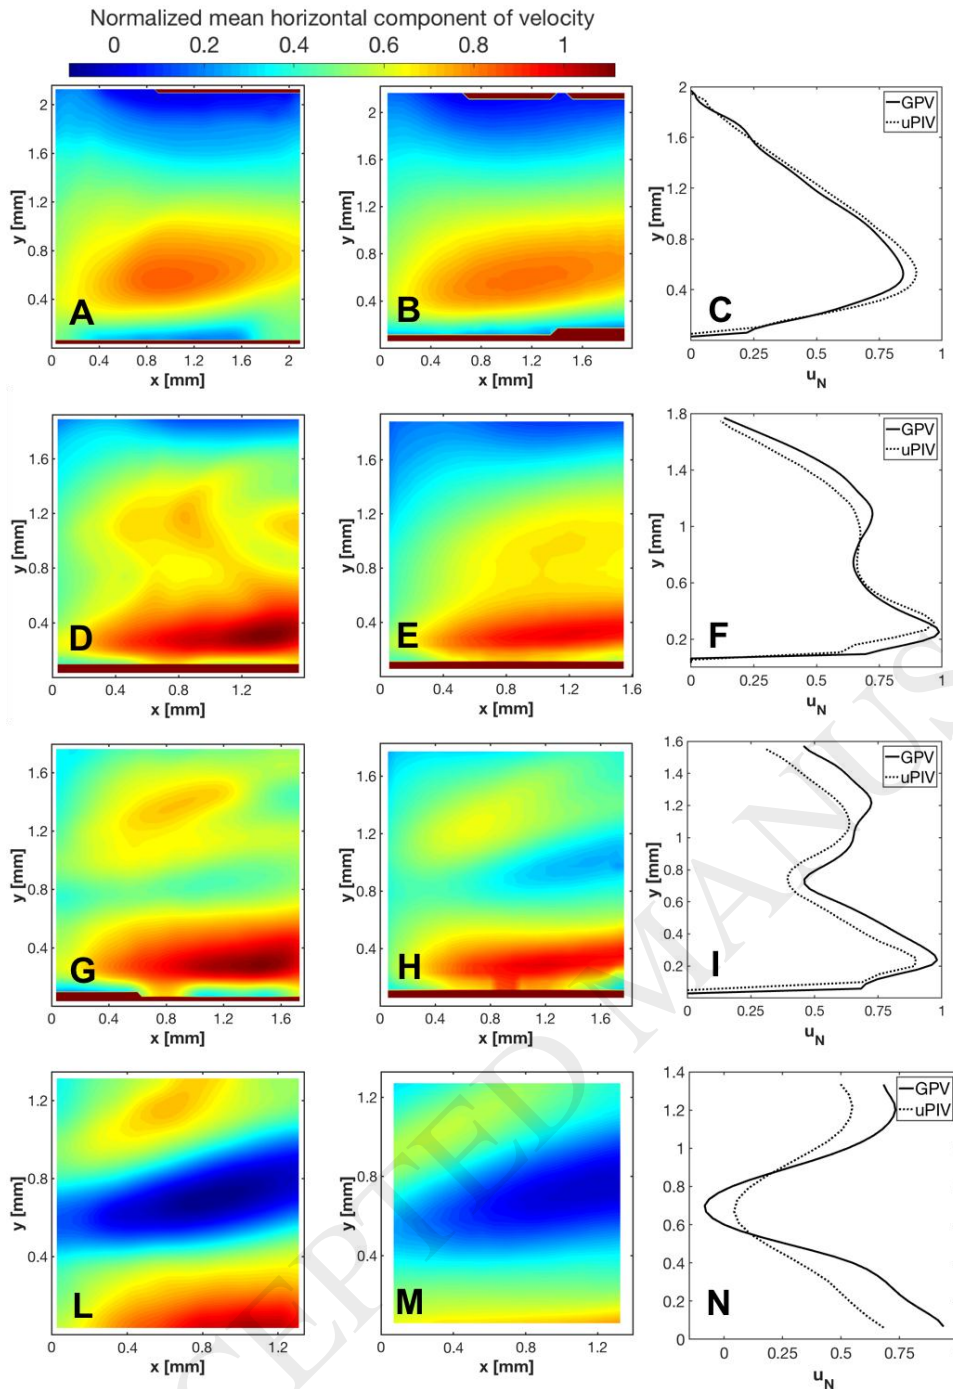 Normalized mean horizontal component of velocity
0 0.2 0.4 0.6 0.8 1
2 1.6 1.2 0.8 0.4
y [mm]
A
0 0.4 0.8 1.2 1.6 2
x [mm]
2 1.6 1.2 0.8 0.4
y [mm]
B
0 0.4 0.8 1.2 1.6
x [mm]
2 1.6 1.2 0.8 0.4 0
y [mm]
GPV
uPIV
C
0.25 0.5 0.75 1
u_N
1.6 1.2 0.8 0.4
y [mm]
D
0 0.4 0.8 1.2
x [mm]
1.6 1.2 0.8 0.4
y [mm]
E
0 0.4 0.8 1.2 1.6
x [mm]
1.8 1.4 1 0.6 0.2
y [mm]
GPV
uPIV
F
0 0.25 0.5 0.75 1
u_N
1.6 1.2 0.8 0.4
y [mm]
G
0 0.4 0.8 1.2 1.6
x [mm]
1.6 1.2 0.8 0.4
y [mm]
H
0 0.4 0.8 1.2 1.6
x [mm]
1.6 1.4 1.2 1 0.8 0.6 0.4 0.2 0
y [mm]
GPV
uPIV
I
0.25 0.5 0.75 1
u_N
1.2 0.8 0.4
y [mm]
L
0 0.4 0.8 1.2
x [mm]
1.2 0.8 0.4
y [mm]
M
0 0.4 0.8 1.2
x [mm]
1.4 1.2 1 0.8 0.6 0.4 0.2 0
y [mm]
GPV
uPIV
N
0 0.25 0.5 0.75
u_N
CEPTED MANUS